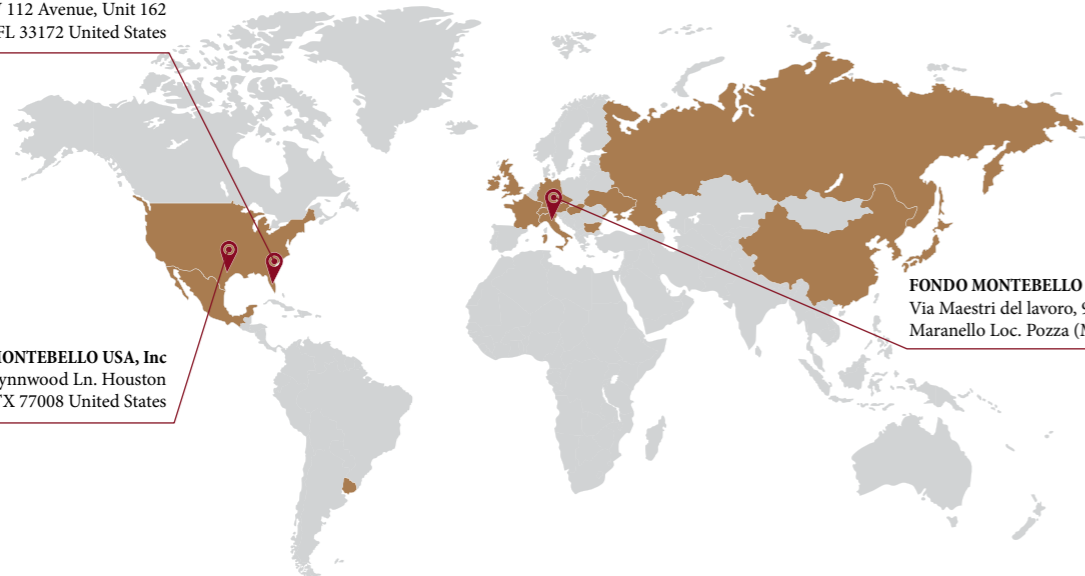 112 Avenue, Unit 162
FL 33172 United States
FONDO MONTEBELLO
Via Maestri del lavoro, 9
Maranello Loc. Pozza (M
MONTEBELLO USA, Inc
ynnwood Ln. Houston
TX 77008 United States